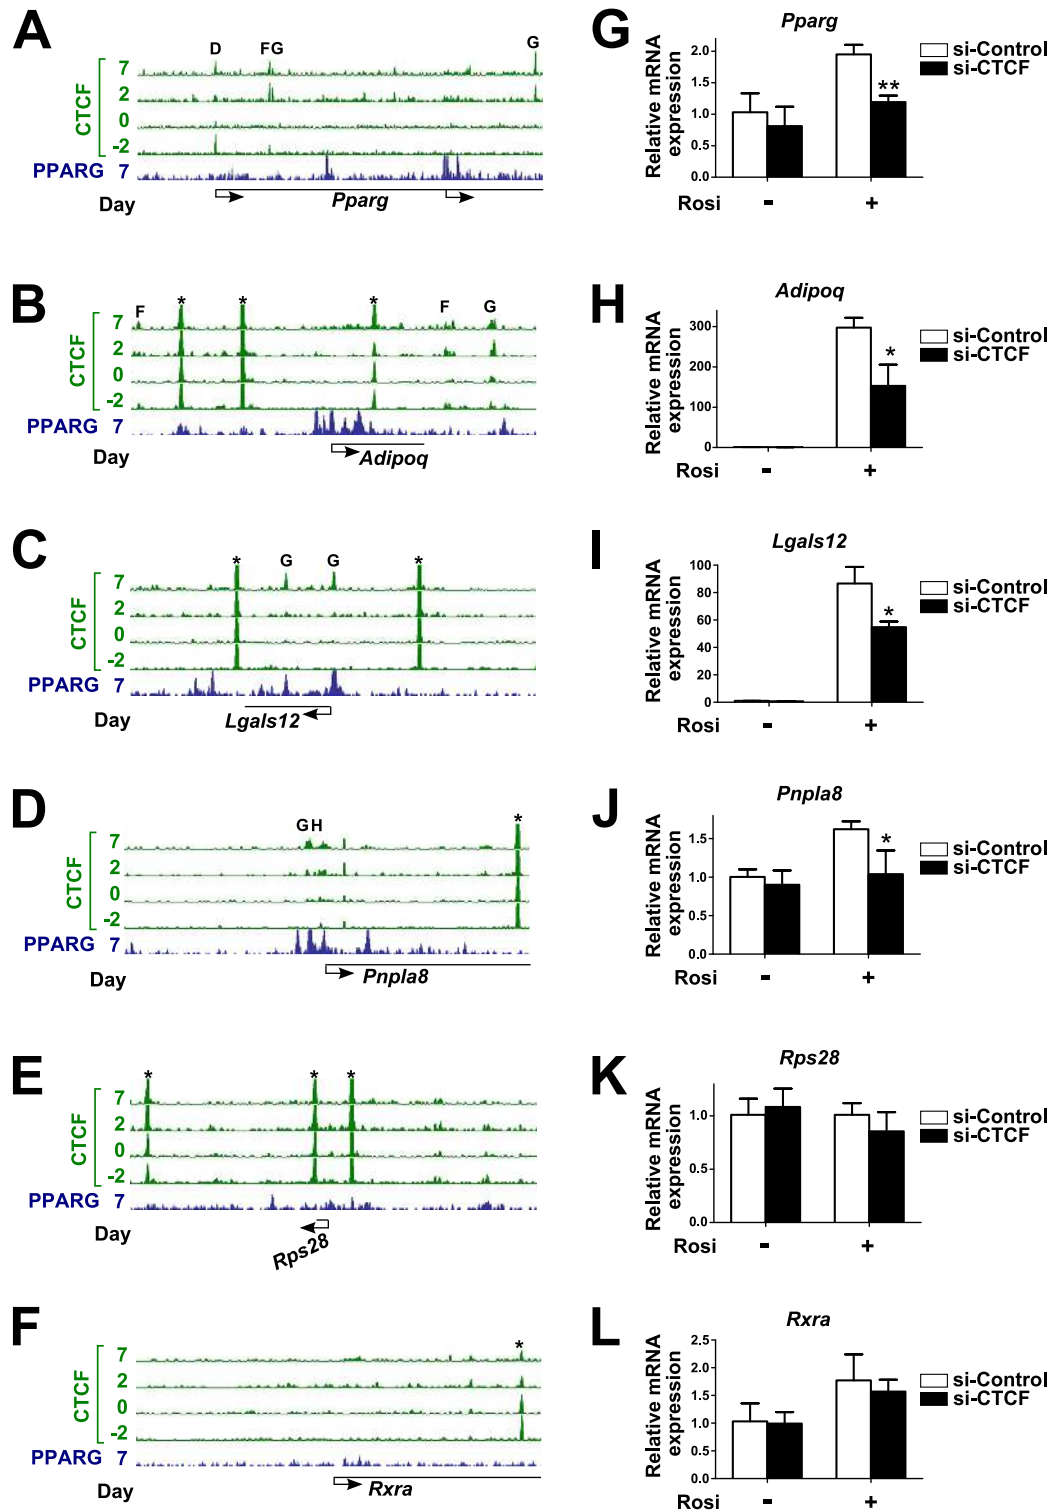 A
D FG G
CTCF
7
2
0
-2
PPARG 7
Day
Pparg
G
Pparg
Relative mRNA expression
2.0
1.5
1.0
0.5
0.0
**
si-Control
si-CTCF
Rosi - +
B
F * * * F G
CTCF
7
2
0
-2
PPARG 7
Day
Adipoq
H
Adipoq
Relative mRNA expression
300
200
100
0
*
si-Control
si-CTCF
Rosi - +
C
* G G *
CTCF
7
2
0
-2
PPARG 7
Day
Lgals12
I
Lgals12
Relative mRNA expression
100
80
60
40
20
0
*
si-Control
si-CTCF
Rosi - +
D
GH *
CTCF
7
2
0
-2
PPARG 7
Day
Pnpla8
J
Pnpla8
Relative mRNA expression
1.5
1.0
0.5
0.0
*
si-Control
si-CTCF
Rosi - +
E
* * *
CTCF
7
2
0
-2
PPARG 7
Day
Rps28
K
Rps28
Relative mRNA expression
1.0
0.5
0.0
si-Control
si-CTCF
Rosi - +
F
*
CTCF
7
2
0
-2
PPARG 7
Day
Rxra
L
Rxra
Relative mRNA expression
2.5
2.0
1.5
1.0
0.5
0.0
si-Control
si-CTCF
Rosi - +